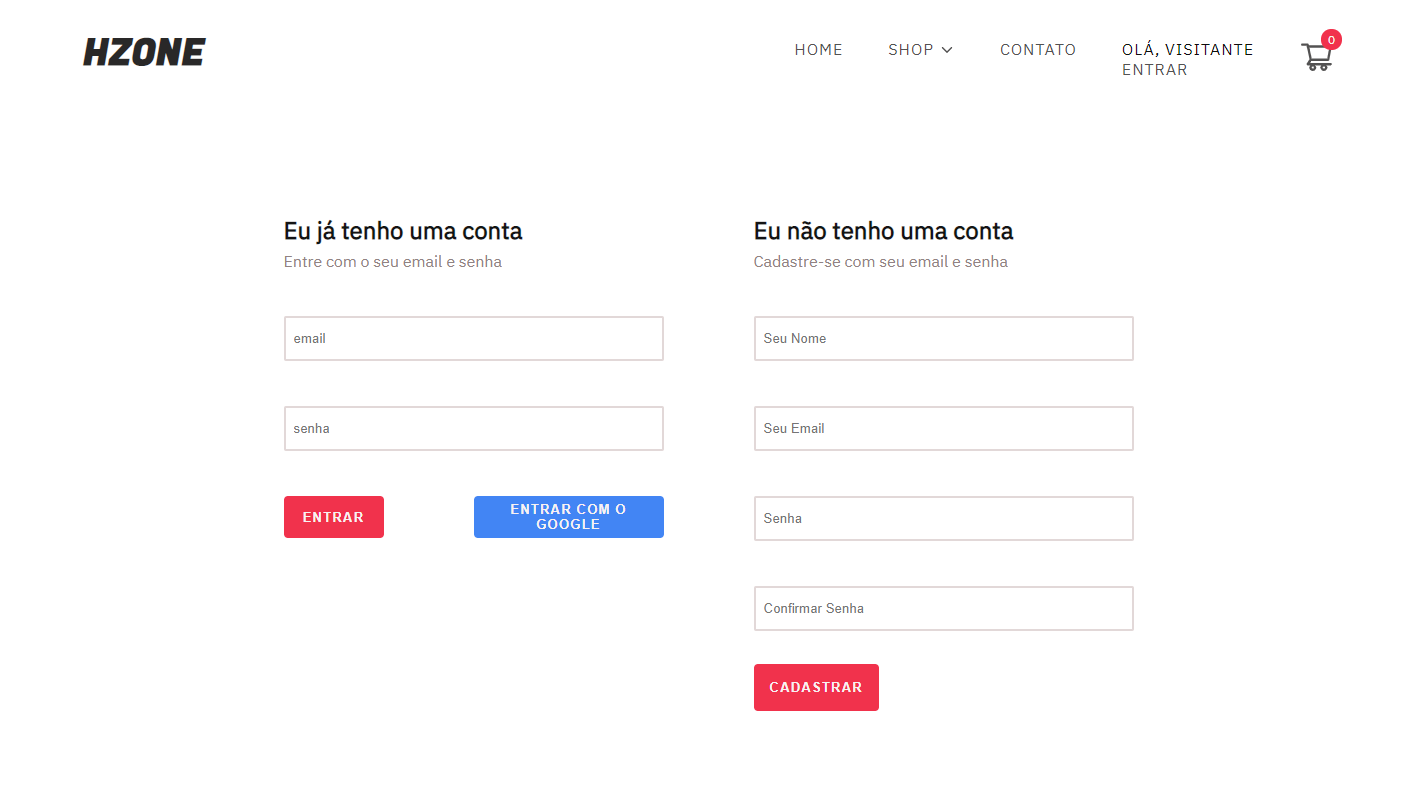 HZONE
HOME
SHOP
CONTATO
OLÁ, VISITANTE
ENTRAR
0
Eu já tenho uma conta
Entre com o seu email e senha
email
senha
ENTRAR
ENTRAR COM O
GOOGLE
Eu não tenho uma conta
Cadastre-se com seu email e senha
Seu Nome
Seu Email
Senha
Confirmar Senha
CADASTRAR